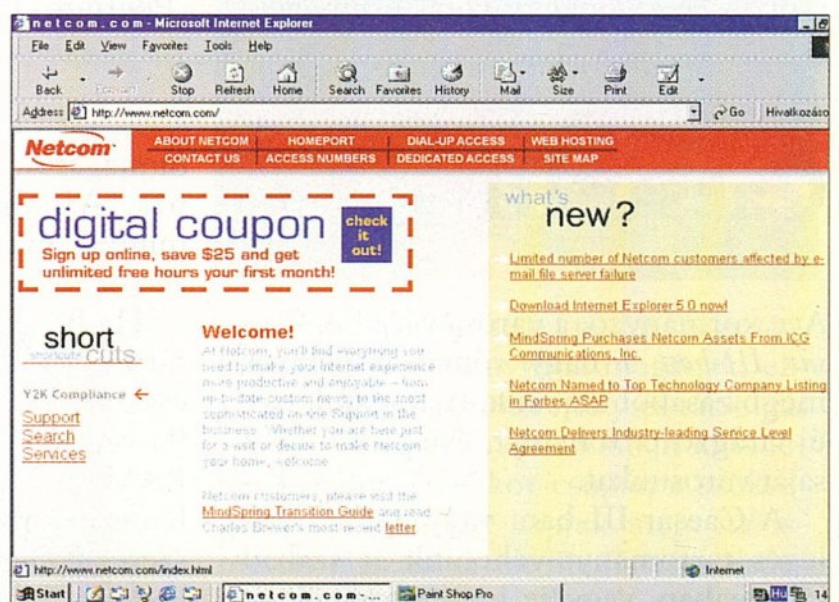 netcom.com - Microsoft Internet Explorer
File Edit View Favorites Tools Help
Back Forward Stop Refresh Home Search Favorites History Mail Size Print Edit
Address http://www.netcom.com/ Go Hivatkozáso
Netcom
ABOUT NETCOM HOMEPORT DIAL-UP ACCESS WEB HOSTING
CONTACT US ACCESS NUMBERS DEDICATED ACCESS SITE MAP
digital coupon
check
it
out!
Sign up online, save $25 and get
unlimited free hours your first month!
short
shortcuts cuts
Y2K Compliance ←
Support
Search
Services
Welcome!
At Netcom, you'll find everything you
need to make your Internet experience
more productive and enjoyable – from
up-to-date custom news, to the most
sophisticated on line Support in the
business. Whether you are here just
for a visit or decide to make Netcom
your home, welcome.
Netcom customers, please visit the
MindSpring Transition Guide and read
Charles Brewer's most recent letter
what's
new?
Limited number of Netcom customers affected by e-
mail file server failure
Download Internet Explorer 5.0 now!
MindSpring Purchases Netcom Assets From ICG
Communications, Inc.
Netcom Named to Top Technology Company Listing
in Forbes ASAP
Netcom Delivers Industry-leading Service Level
Agreement
http://www.netcom.com/index.html Internet
Start netcom.com-... Paint Shop Pro Hu 14